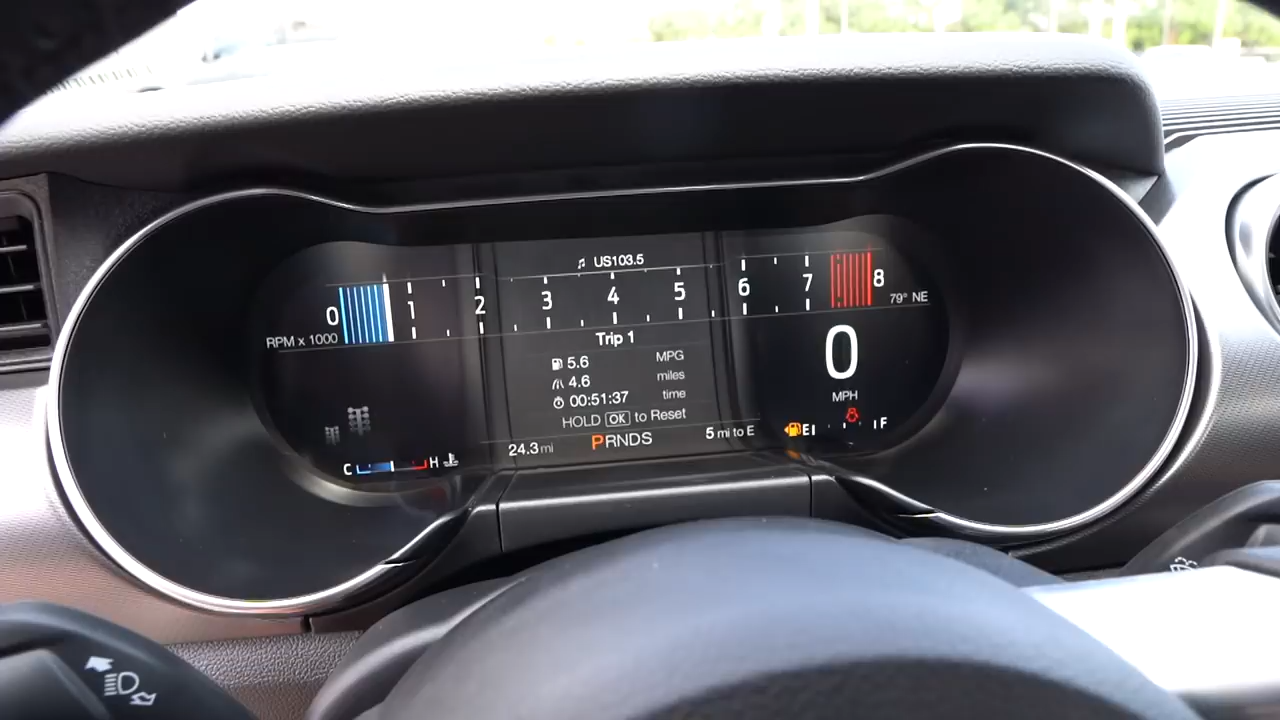 US103.5
0 1 2 3 4 5 6 7 8
RPM x 1000
79° NE
Trip 1
5.6 MPG
4.6 miles
00:51:37 time
HOLD OK to Reset
0
MPH
24.3 mi
PRNDS
5 mi to E
E F
C H